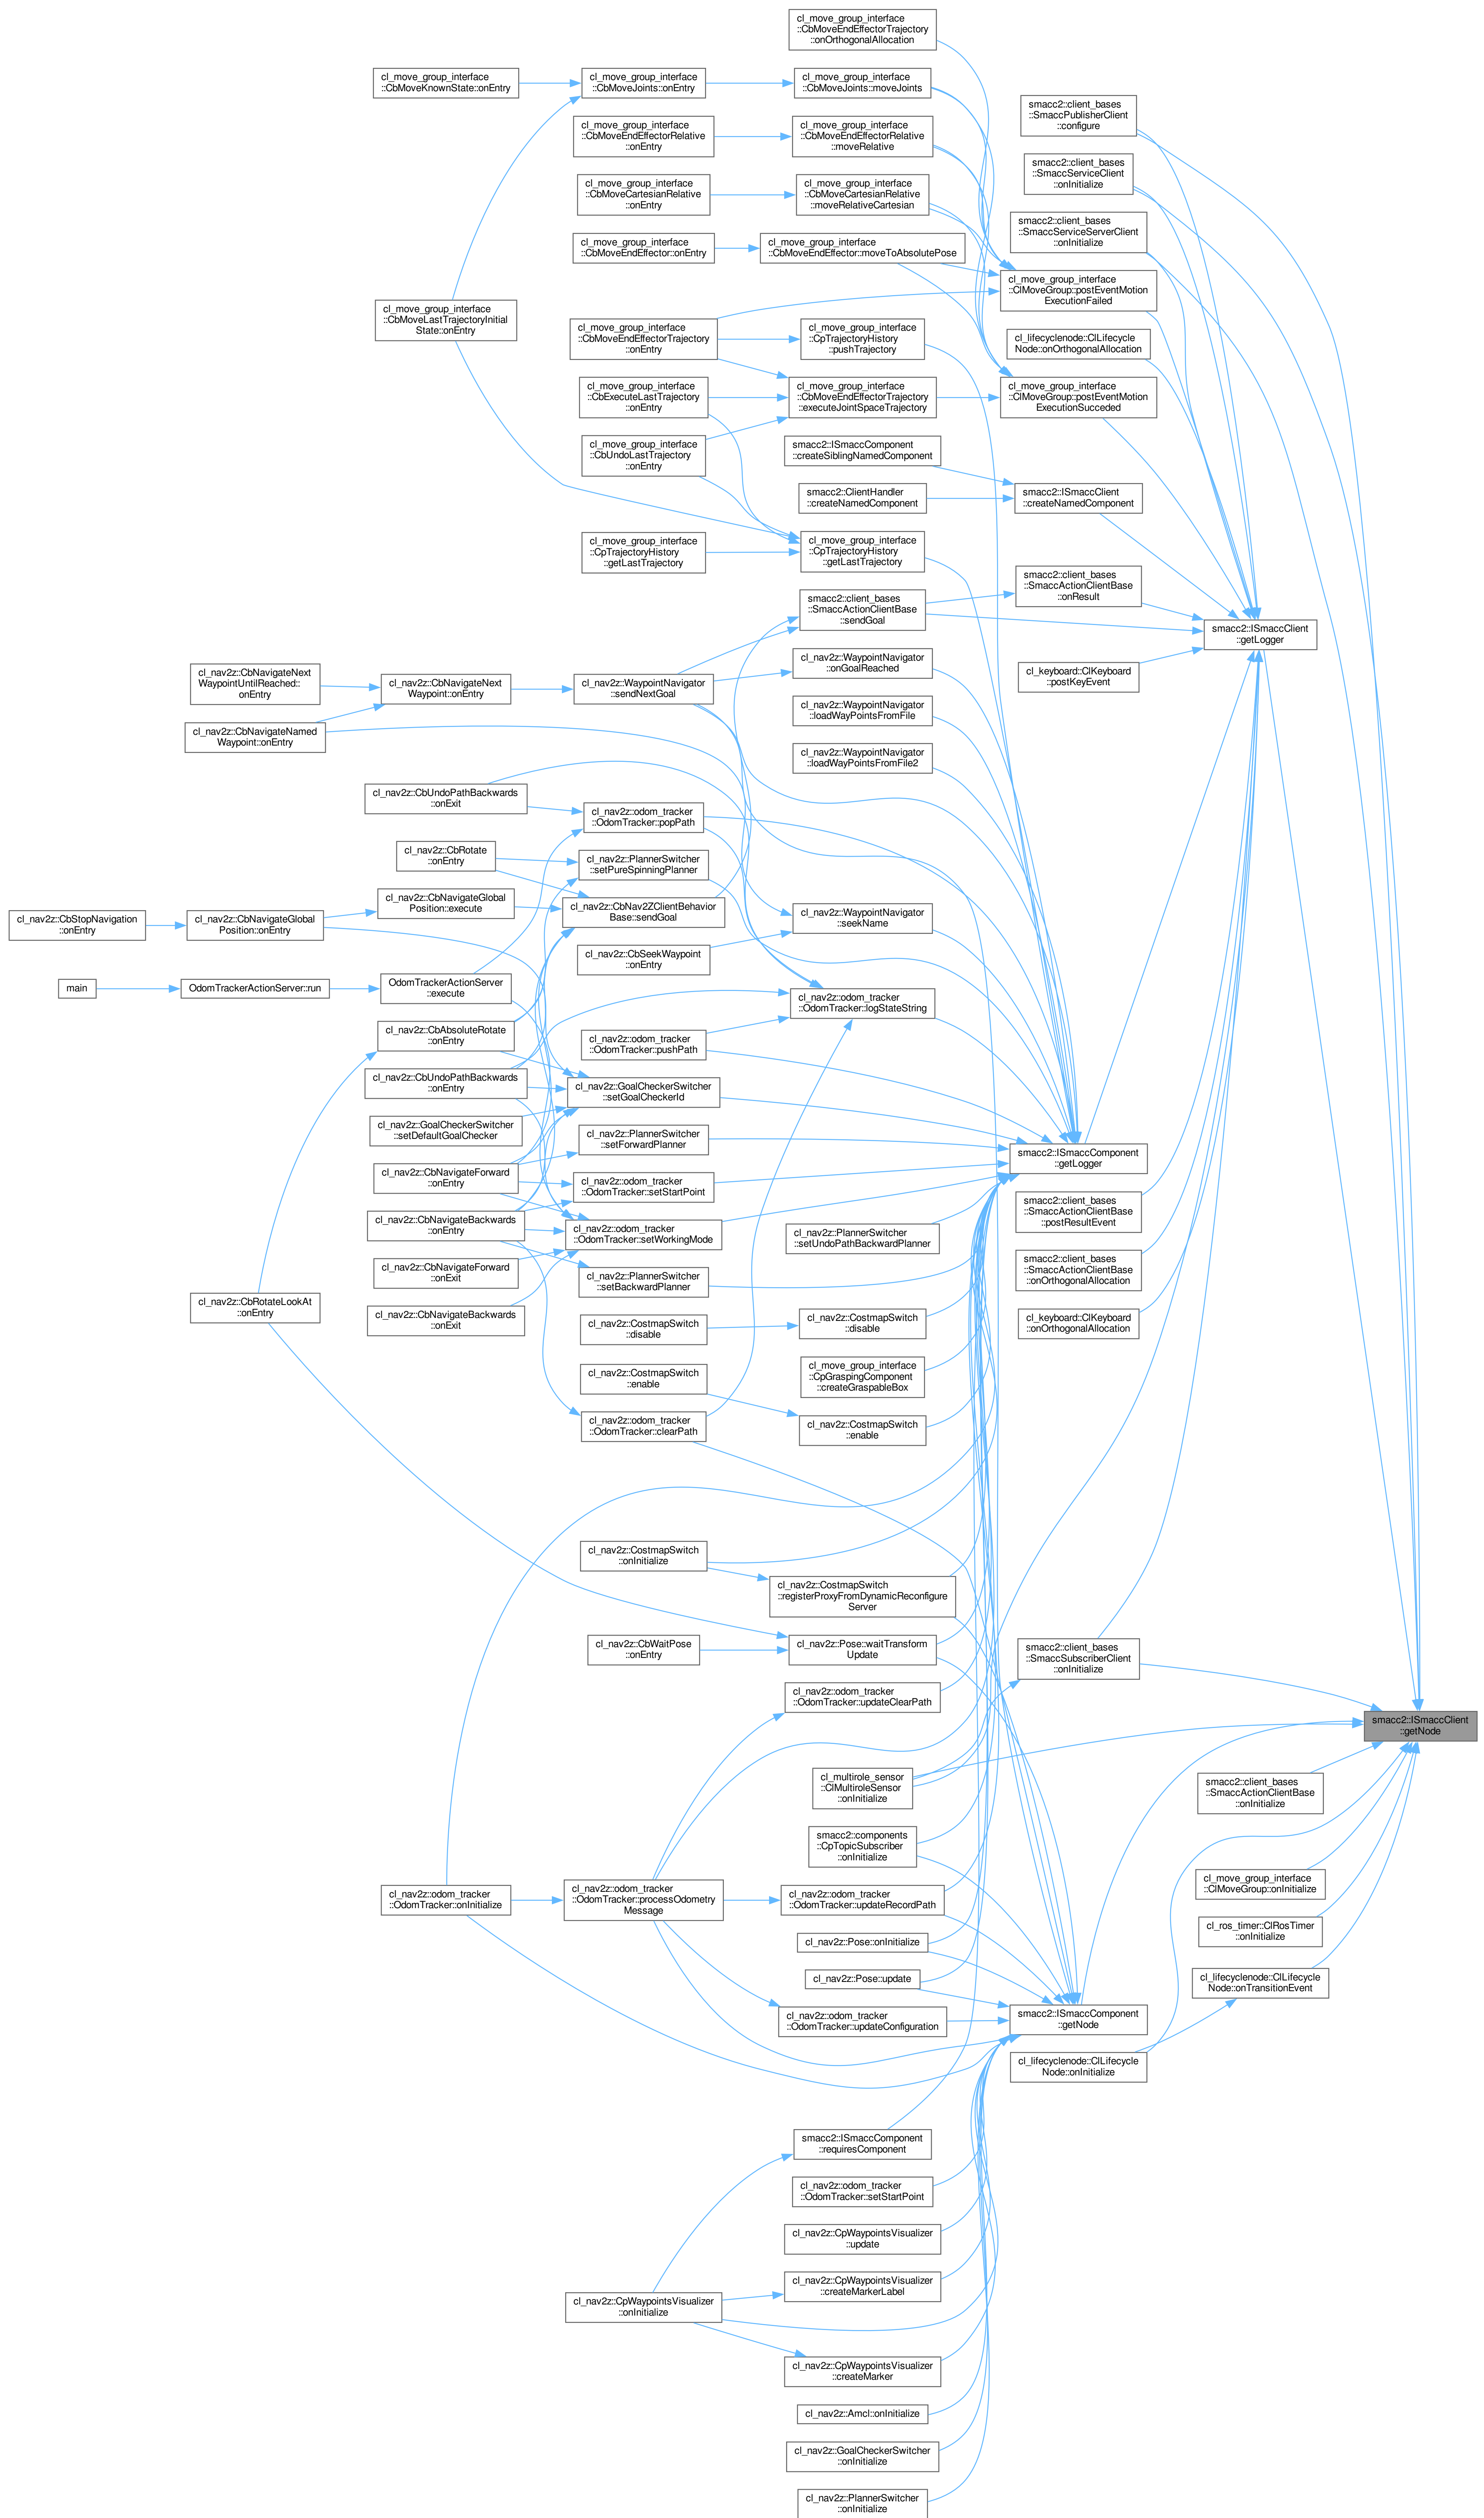 cl_move_group_interface
::CbMoveEndEffectorTrajectory
::onOrthogonalAllocation
cl_move_group_interface
::CbMoveKnownState::onEntry
cl_move_group_interface
::CbMoveJoints::onEntry
cl_move_group_interface
::CbMoveJoints::moveJoints
smacc2::client_bases
::SmaccPublisherClient
::configure
cl_move_group_interface
::CbMoveEndEffectorRelative
::onEntry
cl_move_group_interface
::CbMoveEndEffectorRelative
::moveRelative
smacc2::client_bases
::SmaccServiceClient
::onInitialize
cl_move_group_interface
::CbMoveCartesianRelative
::onEntry
cl_move_group_interface
::CbMoveCartesianRelative
::moveRelativeCartesian
smacc2::client_bases
::SmaccServiceServerClient
::onInitialize
cl_move_group_interface
::CbMoveEndEffector::onEntry
cl_move_group_interface
::CbMoveEndEffector::moveToAbsolutePose
cl_move_group_interface
::ClMoveGroup::postEventMotion
ExecutionFailed
cl_move_group_interface
::CbMoveLastTrajectoryInitial
State::onEntry
cl_move_group_interface
::CbMoveEndEffectorTrajectory
::onEntry
cl_move_group_interface
::CpTrajectoryHistory
::pushTrajectory
cl_lifecyclenode::ClLifecycle
Node::onOrthogonalAllocation
cl_move_group_interface
::CbExecuteLastTrajectory
::onEntry
cl_move_group_interface
::CbMoveEndEffectorTrajectory
::executeJointSpaceTrajectory
cl_move_group_interface
::ClMoveGroup::postEventMotion
ExecutionSucceded
cl_move_group_interface
::CbUndoLastTrajectory
::onEntry
smacc2::ISmaccComponent
::createSiblingNamedComponent
smacc2::ClientHandler
::createNamedComponent
smacc2::ISmaccClient
::createNamedComponent
cl_move_group_interface
::CpTrajectoryHistory
::getLastTrajectory
cl_move_group_interface
::CpTrajectoryHistory
::getLastTrajectory
smacc2::client_bases
::SmaccActionClientBase
::onResult
smacc2::client_bases
::SmaccActionClientBase
::sendGoal
smacc2::ISmaccClient
::getLogger
cl_keyboard::ClKeyboard
::postKeyEvent
cl_nav2z::CbNavigateNext
WaypointUntilReached::
onEntry
cl_nav2z::CbNavigateNext
Waypoint::onEntry
cl_nav2z::WaypointNavigator
::sendNextGoal
cl_nav2z::WaypointNavigator
::onGoalReached
cl_nav2z::WaypointNavigator
::loadWayPointsFromFile
cl_nav2z::CbNavigateNamed
Waypoint::onEntry
cl_nav2z::WaypointNavigator
::loadWayPointsFromFile2
cl_nav2z::CbUndoPathBackwards
::onExit
cl_nav2z::odom_tracker
::OdomTracker::popPath
cl_nav2z::CbRotate
::onEntry
cl_nav2z::PlannerSwitcher
::setPureSpinningPlanner
cl_nav2z::CbStopNavigation
::onEntry
cl_nav2z::CbNavigateGlobal
Position::onEntry
cl_nav2z::CbNavigateGlobal
Position::execute
cl_nav2z::CbNav2ZClientBehavior
Base::sendGoal
cl_nav2z::WaypointNavigator
::seekName
cl_nav2z::CbSeekWaypoint
::onEntry
main
OdomTrackerActionServer::run
OdomTrackerActionServer
::execute
cl_nav2z::odom_tracker
::OdomTracker::logStateString
cl_nav2z::CbAbsoluteRotate
::onEntry
cl_nav2z::odom_tracker
::OdomTracker::pushPath
cl_nav2z::CbUndoPathBackwards
::onEntry
cl_nav2z::GoalCheckerSwitcher
::setGoalCheckerId
cl_nav2z::GoalCheckerSwitcher
::setDefaultGoalChecker
cl_nav2z::PlannerSwitcher
::setForwardPlanner
smacc2::ISmaccComponent
::getLogger
cl_nav2z::CbNavigateForward
::onEntry
cl_nav2z::odom_tracker
::OdomTracker::setStartPoint
smacc2::client_bases
::SmaccActionClientBase
::postResultEvent
cl_nav2z::CbNavigateBackwards
::onEntry
cl_nav2z::odom_tracker
::OdomTracker::setWorkingMode
cl_nav2z::PlannerSwitcher
::setUndoPathBackwardPlanner
cl_nav2z::CbNavigateForward
::onExit
cl_nav2z::PlannerSwitcher
::setBackwardPlanner
smacc2::client_bases
::SmaccActionClientBase
::onOrthogonalAllocation
cl_nav2z::CbRotateLookAt
::onEntry
cl_nav2z::CbNavigateBackwards
::onExit
cl_nav2z::CostmapSwitch
::disable
cl_nav2z::CostmapSwitch
::disable
cl_keyboard::ClKeyboard
::onOrthogonalAllocation
cl_nav2z::CostmapSwitch
::enable
cl_move_group_interface
::CpGraspingComponent
::createGraspableBox
cl_nav2z::odom_tracker
::OdomTracker::clearPath
cl_nav2z::CostmapSwitch
::enable
cl_nav2z::CostmapSwitch
::onInitialize
cl_nav2z::CostmapSwitch
::registerProxyFromDynamicReconfigure
Server
cl_nav2z::CbWaitPose
::onEntry
cl_nav2z::Pose::waitTransform
Update
smacc2::client_bases
::SmaccSubscriberClient
::onInitialize
cl_nav2z::odom_tracker
::OdomTracker::updateClearPath
smacc2::ISmaccClient
::getNode
cl_multirole_sensor
::ClMultiroleSensor
::onInitialize
smacc2::client_bases
::SmaccActionClientBase
::onInitialize
smacc2::components
::CpTopicSubscriber
::onInitialize
cl_move_group_interface
::ClMoveGroup::onInitialize
cl_nav2z::odom_tracker
::OdomTracker::onInitialize
cl_nav2z::odom_tracker
::OdomTracker::processOdometry
Message
cl_nav2z::odom_tracker
::OdomTracker::updateRecordPath
cl_ros_timer::ClRosTimer
::onInitialize
cl_nav2z::Pose::onInitialize
cl_nav2z::Pose::update
cl_lifecyclenode::ClLifecycle
Node::onTransitionEvent
cl_nav2z::odom_tracker
::OdomTracker::updateConfiguration
smacc2::ISmaccComponent
::getNode
cl_lifecyclenode::ClLifecycle
Node::onInitialize
smacc2::ISmaccComponent
::requiresComponent
cl_nav2z::odom_tracker
::OdomTracker::setStartPoint
cl_nav2z::CpWaypointsVisualizer
::update
cl_nav2z::CpWaypointsVisualizer
::createMarkerLabel
cl_nav2z::CpWaypointsVisualizer
::onInitialize
cl_nav2z::CpWaypointsVisualizer
::createMarker
cl_nav2z::Amcl::onInitialize
cl_nav2z::GoalCheckerSwitcher
::onInitialize
cl_nav2z::PlannerSwitcher
::onInitialize